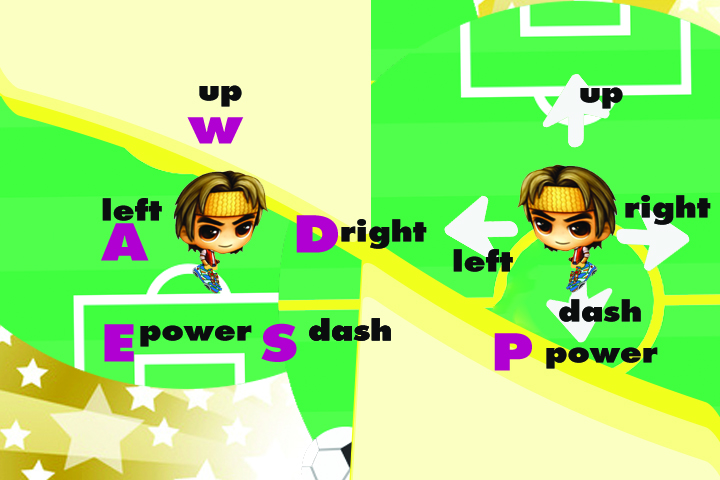 up
W
left
A
D right
E power S dash
up
right
left
dash
P power